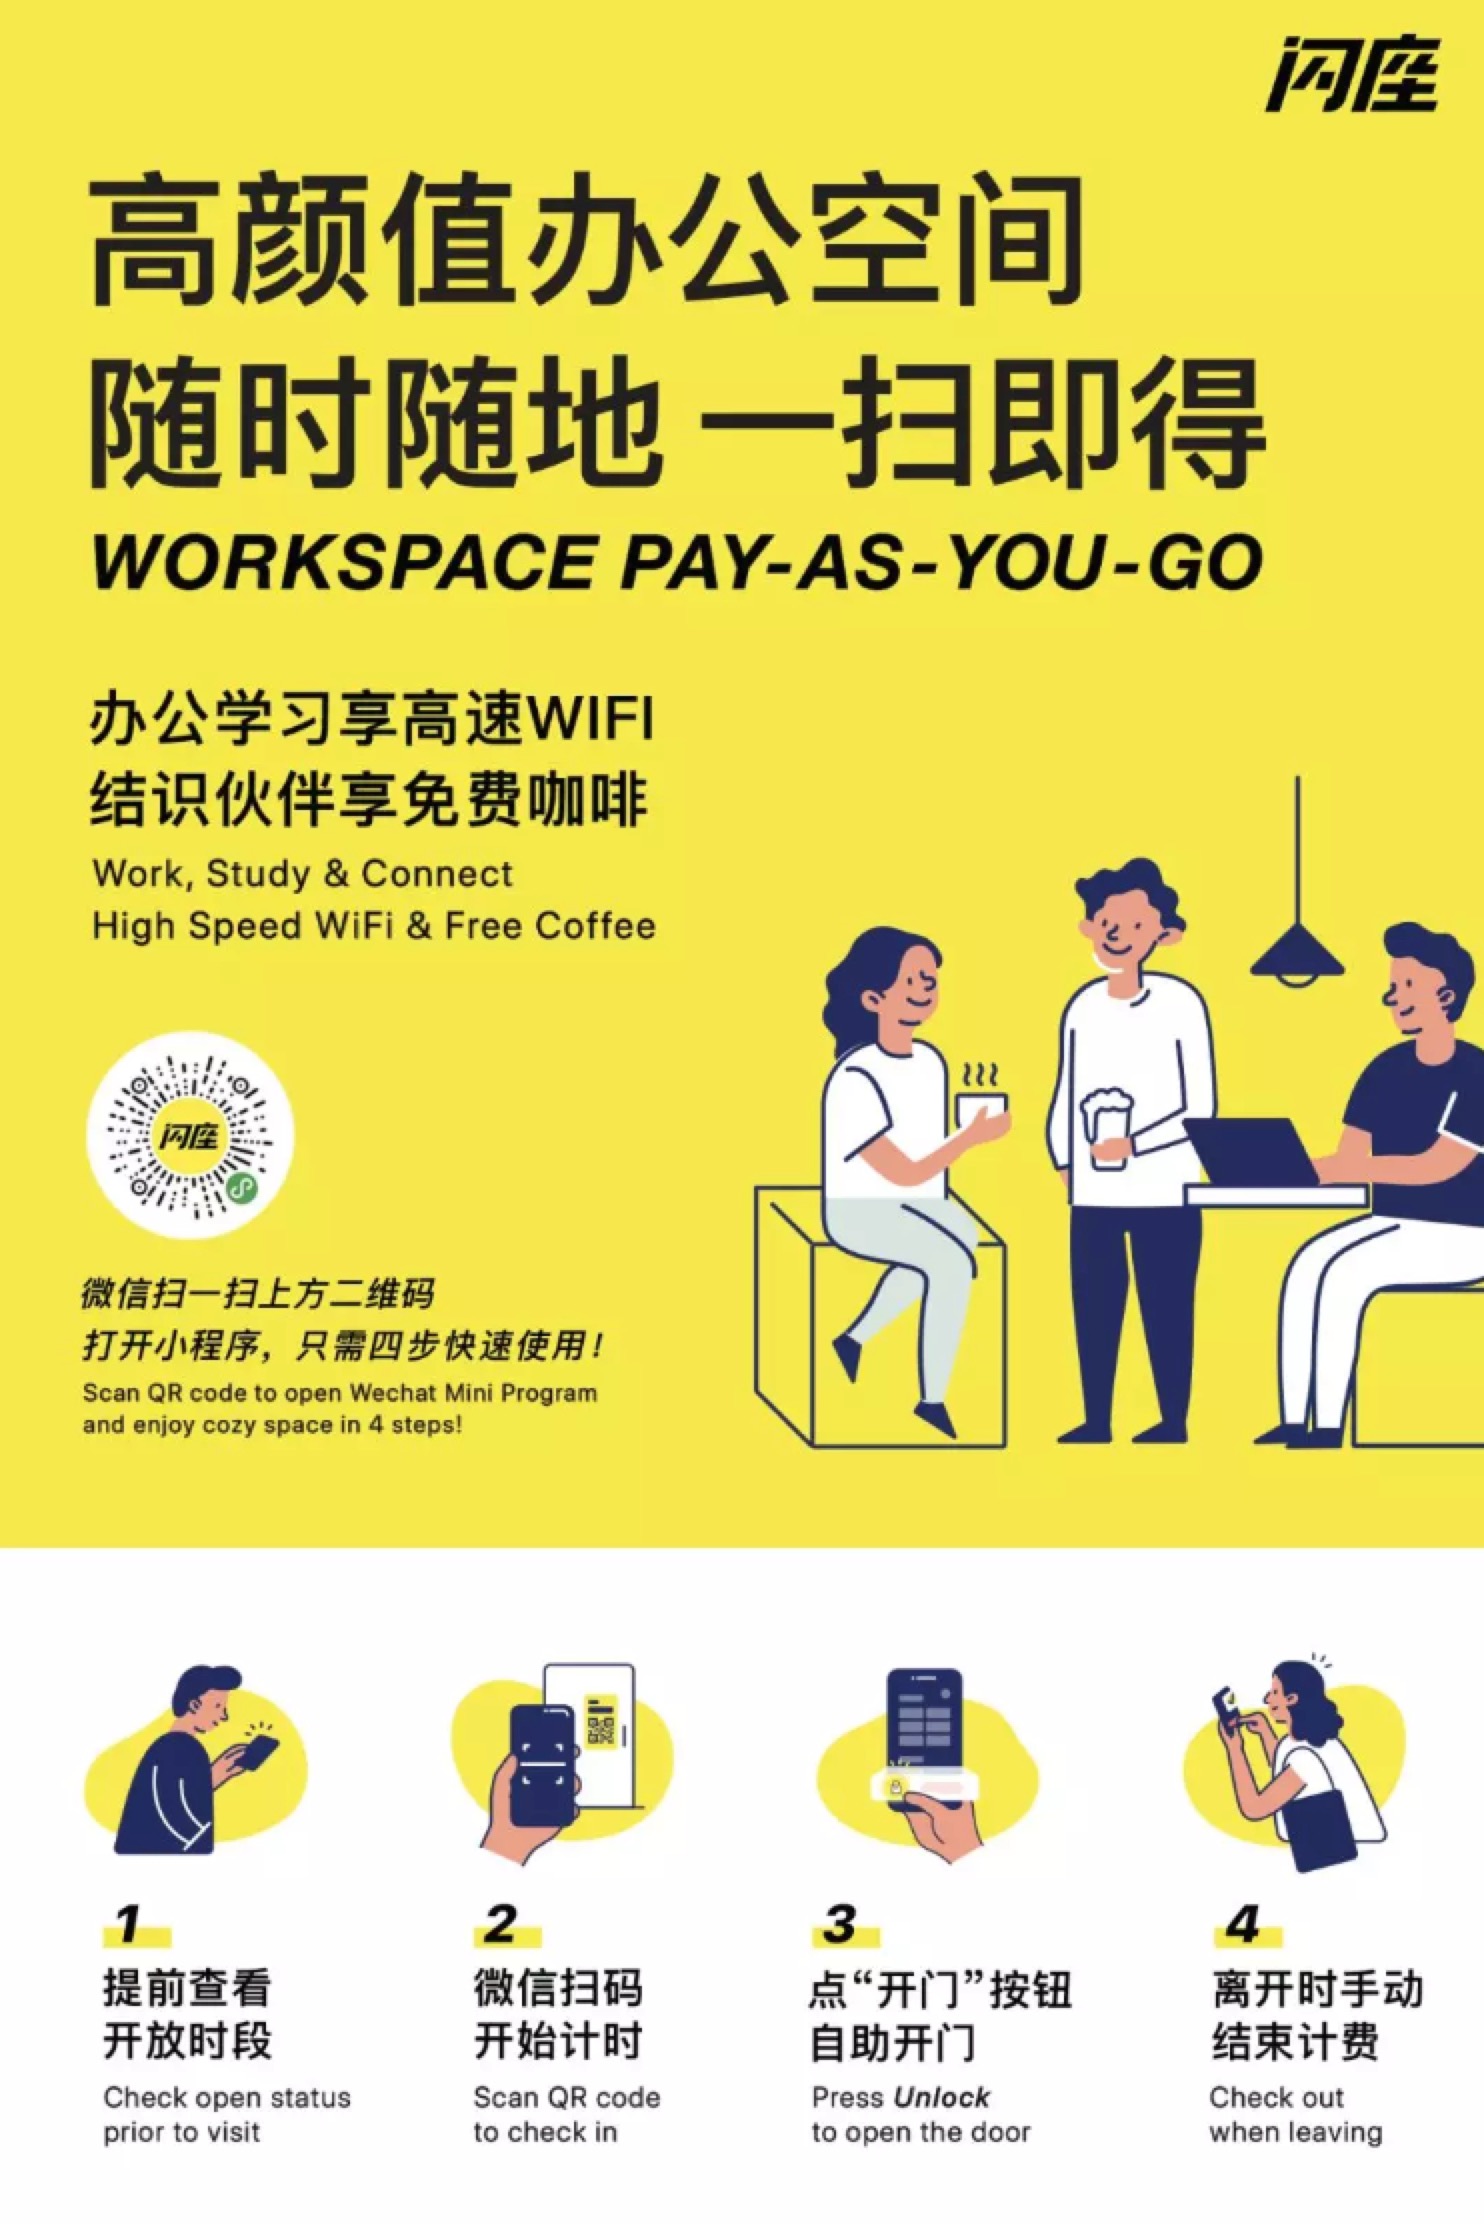 闪座
高颜值办公空间
随时随地 一扫即得
WORKSPACE PAY-AS-YOU-GO
办公学习享高速WIFI
结识伙伴享免费咖啡
Work, Study & Connect
High Speed WiFi & Free Coffee
闪座
微信扫一扫上方二维码
打开小程序，只需四步快速使用！
Scan QR code to open Wechat Mini Program
and enjoy cozy space in 4 steps!
1
提前查看
开放时段
Check open status
prior to visit
2
微信扫码
开始计时
Scan QR code
to check in
3
点“开门”按钮
自助开门
Press Unlock
to open the door
4
离开时手动
结束计费
Check out
when leaving